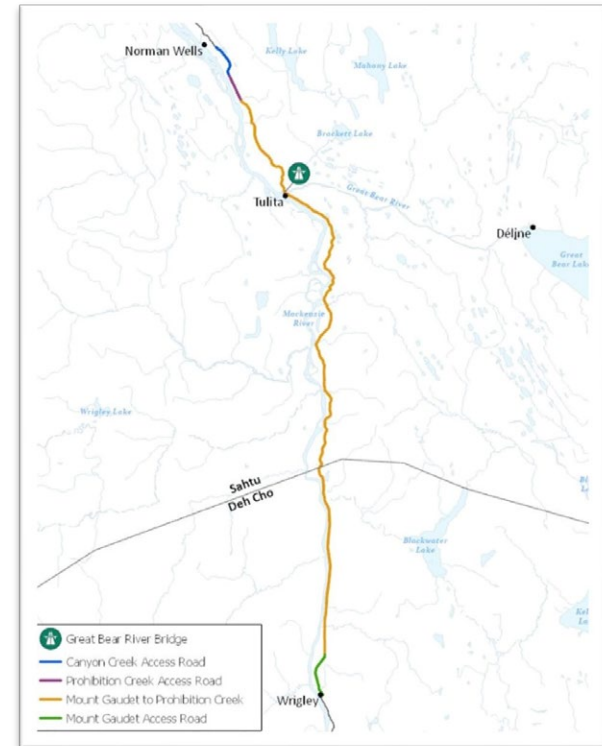 Norman Wells
Kelly Lake
Mahony Lake
Brackett Lake
Great Bear River
Tulita
Déljne
Great
Bear Lake
Mackenzie
River
Wrigley Lake
Sahtu
Deh Cho
Blackwater
Lake
Great Bear River Bridge
Canyon Creek Access Road
Prohibition Creek Access Road
Mount Gaudet to Prohibition Creek
Mount Gaudet Access Road
Wrigley